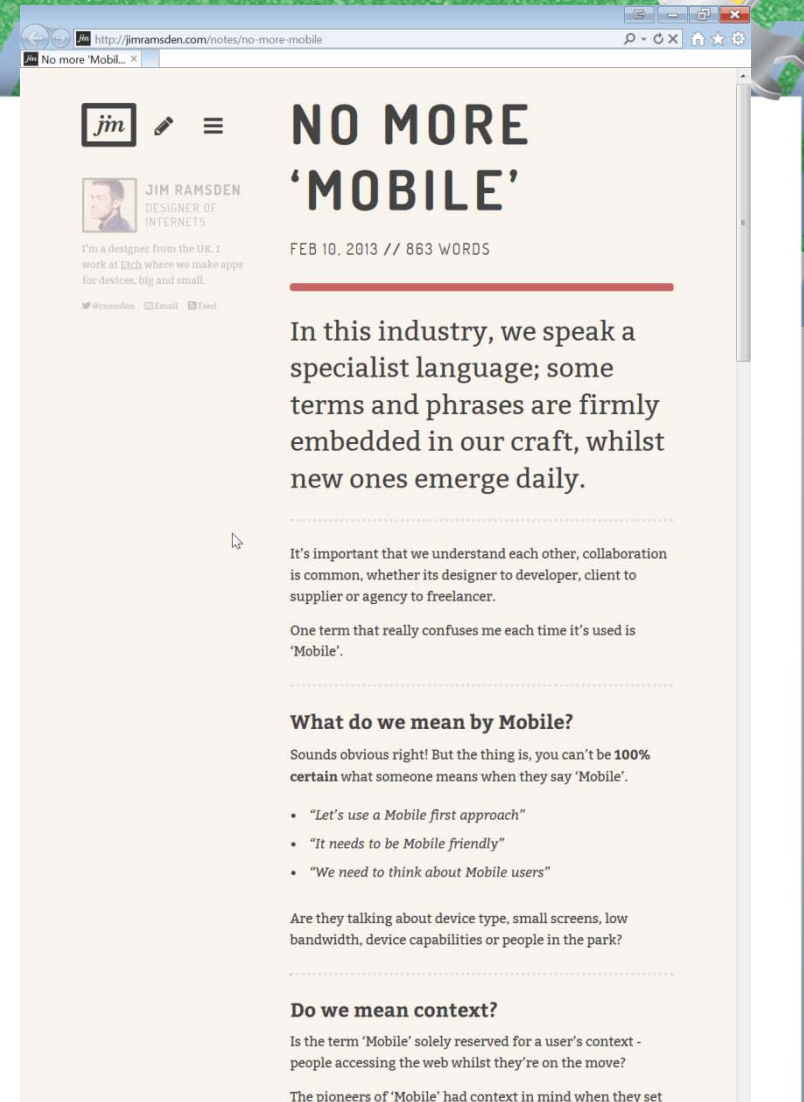 http://jimramsden.com/notes/no-more-mobile
No more 'Mobil...
jim
JIM RAMSDEN
DESIGNER OF
INTERNETS
I'm a designer from the UK. I
work at Etch where we make apps
for devices, big and small.
@ramsden Email Feed
NO MORE
‘MOBILE’
FEB 10, 2013 // 863 WORDS
In this industry, we speak a
specialist language; some
terms and phrases are firmly
embedded in our craft, whilst
new ones emerge daily.
It's important that we understand each other, collaboration
is common, whether its designer to developer, client to
supplier or agency to freelancer.
One term that really confuses me each time it's used is
‘Mobile’.
What do we mean by Mobile?
Sounds obvious right! But the thing is, you can't be 100%
certain what someone means when they say ‘Mobile’.
• “Let's use a Mobile first approach”
• “It needs to be Mobile friendly”
• “We need to think about Mobile users”
Are they talking about device type, small screens, low
bandwidth, device capabilities or people in the park?
Do we mean context?
Is the term ‘Mobile’ solely reserved for a user's context -
people accessing the web whilst they're on the move?
The pioneers of ‘Mobile’ had context in mind when they set